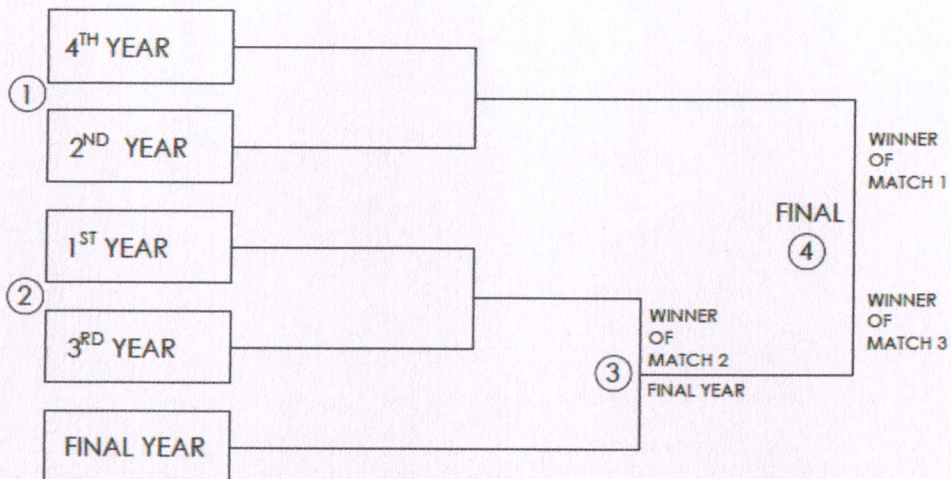 4TH YEAR
1
2ND YEAR
1ST YEAR
2
3RD YEAR
FINAL YEAR
3
WINNER
OF
MATCH 2
FINAL YEAR
FINAL
4
WINNER
OF
MATCH 1
WINNER
OF
MATCH 3